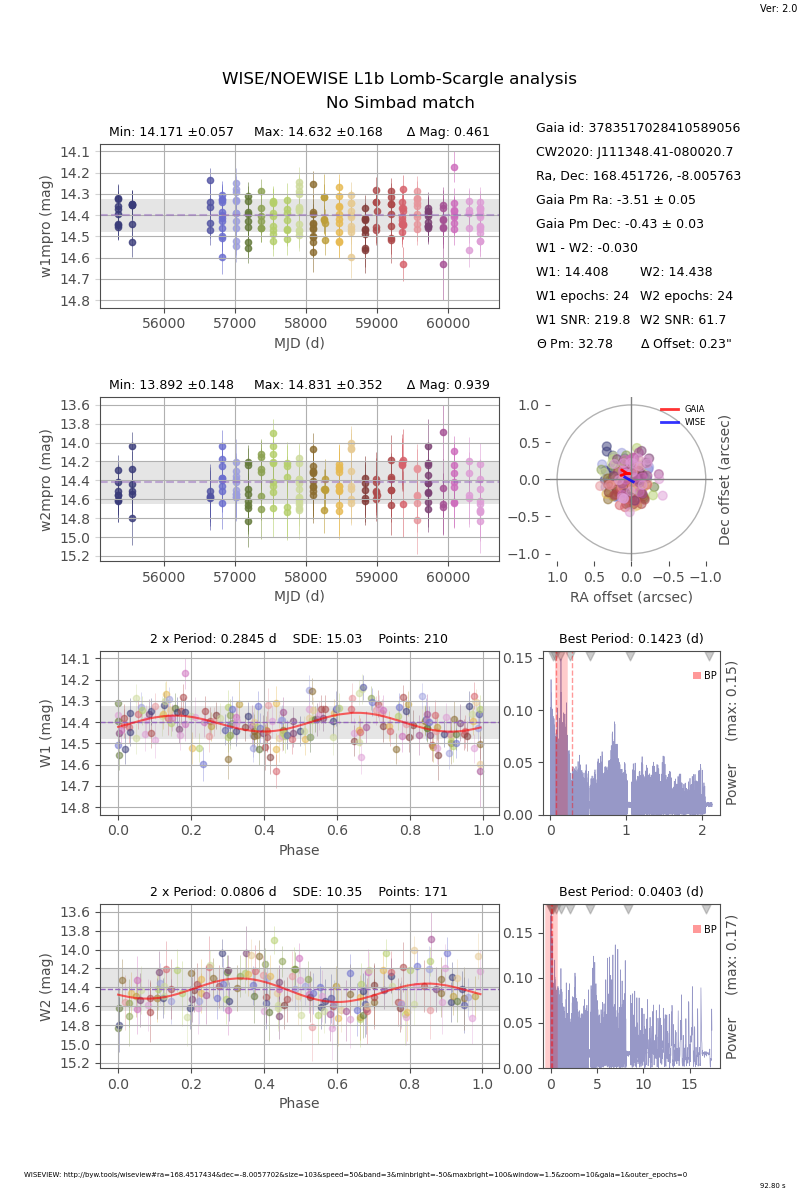 Ver: 2.0
WISE/NOEWISE L1b Lomb-Scargle analysis
No Simbad match
Min: 14.171 ±0.057 Max: 14.632 ±0.168 Δ Mag: 0.461
14.1
14.2
14.3
14.4
14.5
14.6
14.7
14.8
w1mpro (mag)
56000 57000 58000 59000 60000
MJD (d)
Gaia id: 3783517028410589056
CW2020: J111348.41-080020.7
Ra, Dec: 168.451726, -8.005763
Gaia Pm Ra: -3.51 ± 0.05
Gaia Pm Dec: -0.43 ± 0.03
W1 - W2: -0.030
W1: 14.408 W2: 14.438
W1 epochs: 24 W2 epochs: 24
W1 SNR: 219.8 W2 SNR: 61.7
Θ Pm: 32.78 Δ Offset: 0.23"
Min: 13.892 ±0.148 Max: 14.831 ±0.352 Δ Mag: 0.939
13.6
13.8
14.0
14.2
14.4
14.6
14.8
15.0
15.2
w2mpro (mag)
56000 57000 58000 59000 60000
MJD (d)
GAIA
WISE
1.0
0.5
0.0
−0.5
−1.0
Dec offset (arcsec)
1.0 0.5 0.0 −0.5 −1.0
RA offset (arcsec)
2 x Period: 0.2845 d SDE: 15.03 Points: 210
14.1
14.2
14.3
14.4
14.5
14.6
14.7
14.8
W1 (mag)
0.0 0.2 0.4 0.6 0.8 1.0
Phase
Best Period: 0.1423 (d)
BP
0.15
0.10
0.05
0.00
Power (max: 0.15)
0 1 2
2 x Period: 0.0806 d SDE: 10.35 Points: 171
13.6
13.8
14.0
14.2
14.4
14.6
14.8
15.0
15.2
W2 (mag)
0.0 0.2 0.4 0.6 0.8 1.0
Phase
Best Period: 0.0403 (d)
BP
0.15
0.10
0.05
0.00
Power (max: 0.17)
0 5 10 15
WISEVIEW: http://byw.tools/wiseview#ra=168.4517434&dec=-8.0057702&size=103&speed=50&band=3&minbright=-50&maxbright=100&window=1.5&zoom=10&gaia=1&outer_epochs=0
92.80 s